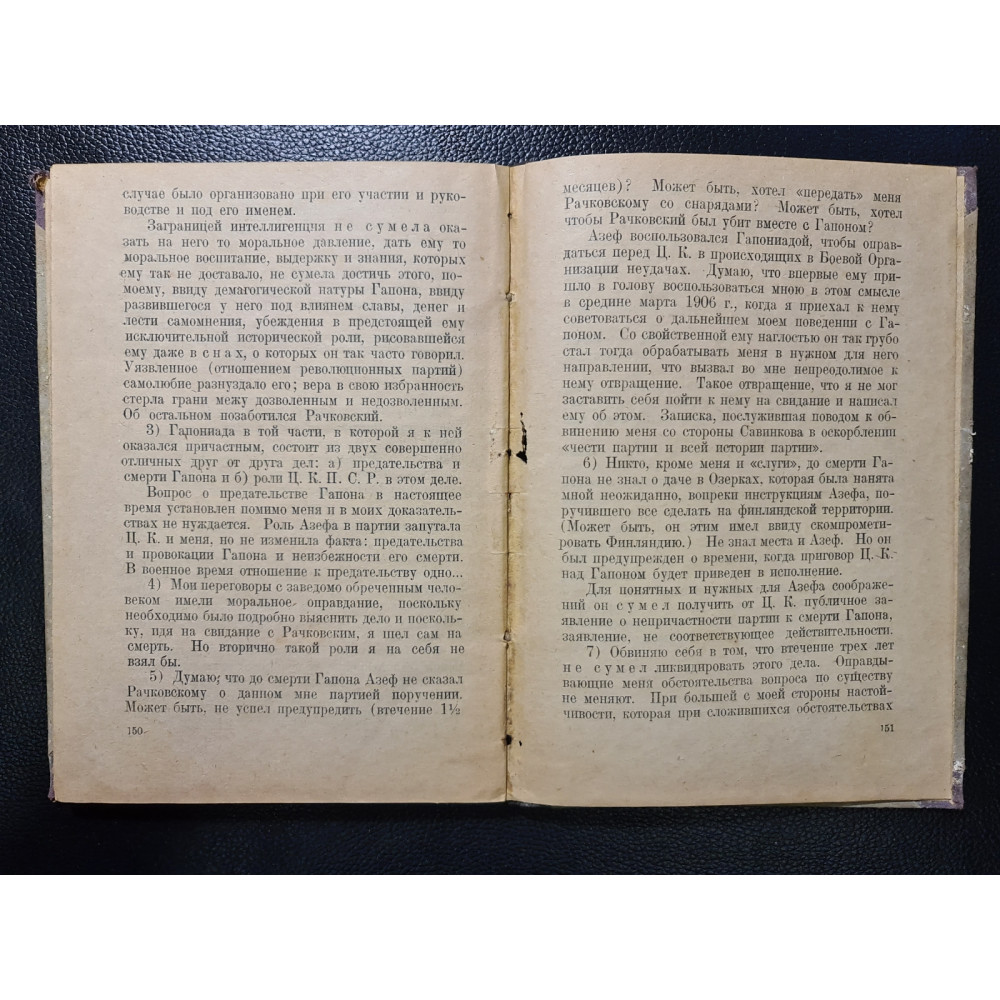 случае было организовано при его участии и руко-
водстве и под его именем.
Заграницей интеллигенция не сумела ока-
зать на него то моральное давление, дать ему то
моральное воспитание, выдержку и знания, которых
ему так не доставало, не сумела достичь этого, по-
моему, ввиду демагогической натуры Гапона, ввиду
развившегося у него под влиянем славы, денег и
лести самомнения, убеждения в предстоящей ему
исключительной исторической роли, рисовавшейся
ему даже в снах, о которых он так часто говорил.
Уязвленное (отношением революционных партий)
самолюбие разнуздало его; вера в свою избранность
стерла грани межу дозволенным и недозволенным.
Об остальном позаботился Рачковский.
3) Гапониада в той части, в которой я к ней
оказался причастным, состоит из двух совершенно
отличных друг от друга дел: а) предательства и
смерти Гапона и б) роли Ц. К. П. С. Р. в этом деле.
Вопрос о предательстве Гапона в настоящее
время установлен помимо меня и в моих доказатель-
ствах не нуждается. Роль Азефа в партии запутала
Ц. К. и меня, но не изменила факта: предательства
и провокации Гапона и неизбежности его смерти.
В военное время отношение к предательству одно...
4) Мои переговоры с заведомо обреченным чело-
веком имели моральное оправдание, поскольку
необходимо было подробно выяснить дело и посколь-
ку, идя на свидание с Рачковским, я шел сам на
смерть. Но вторично такой роли я на себя не
взял бы.
5) Думаю, что до смерти Гапона Азеф не сказал
Рачковскому о данном мне партией поручении.
Может быть, не успел предупредить (втечение 1½
150
месяцев)? Может быть, хотел «передать» меня
Рачковскому со снарядами? Может быть, хотел
чтобы Рачковский был убит вместе с Гапоном?
Азеф воспользовался Гапониадой, чтобы оправ-
даться перед Ц. К. в происходящих в Боевой Орга-
низации неудачах. Думаю, что впервые ему при-
шло в голову воспользоваться мною в этом смысле
в средине марта 1906 г., когда я приехал к нему
советоваться о дальнейшем моем поведении с Га-
поном. Со свойственной ему наглостью он так грубо
стал тогда обрабатывать меня в нужном для него
направлении, что вызвал во мне непреодолимое к
нему отвращение. Такое отвращение, что я не мог
заставить себя пойти к нему на свидание и написал
ему об этом. Записка, послужившая поводом к об-
винению меня со стороны Савинкова в оскорблении
«чести партии и всей истории партии».
6) Никто, кроме меня и «слуги», до смерти Га-
пона не знал о даче в Озерках, которая была нанята
мной неожиданно, вопреки инструкциям Азефа, по-
ручившего все сделать на финляндской территории.
(Может быть, он этим имел ввиду скомпромети-
ровать Финляндию.) Не знал места и Азеф. Но он
был предупрежден о времени, когда приговор Ц. К.
над Гапоном будет приведен в исполнение.
Для понятных и нужных для Азефа соображе-
ний он сумел получить от Ц. К. публичное зая-
вление о непричастности партии к смерти Гапона,
заявление, не соответствующее действительности.
7) Обвиняю себя в том, что втечение трех лет
не сумел ликвидировать этого дела. Оправды-
вающие меня обстоятельства вопроса по существу
не меняют. При большей с моей стороны настой-
чивости, которая при сложившихся обстоятельствах
151